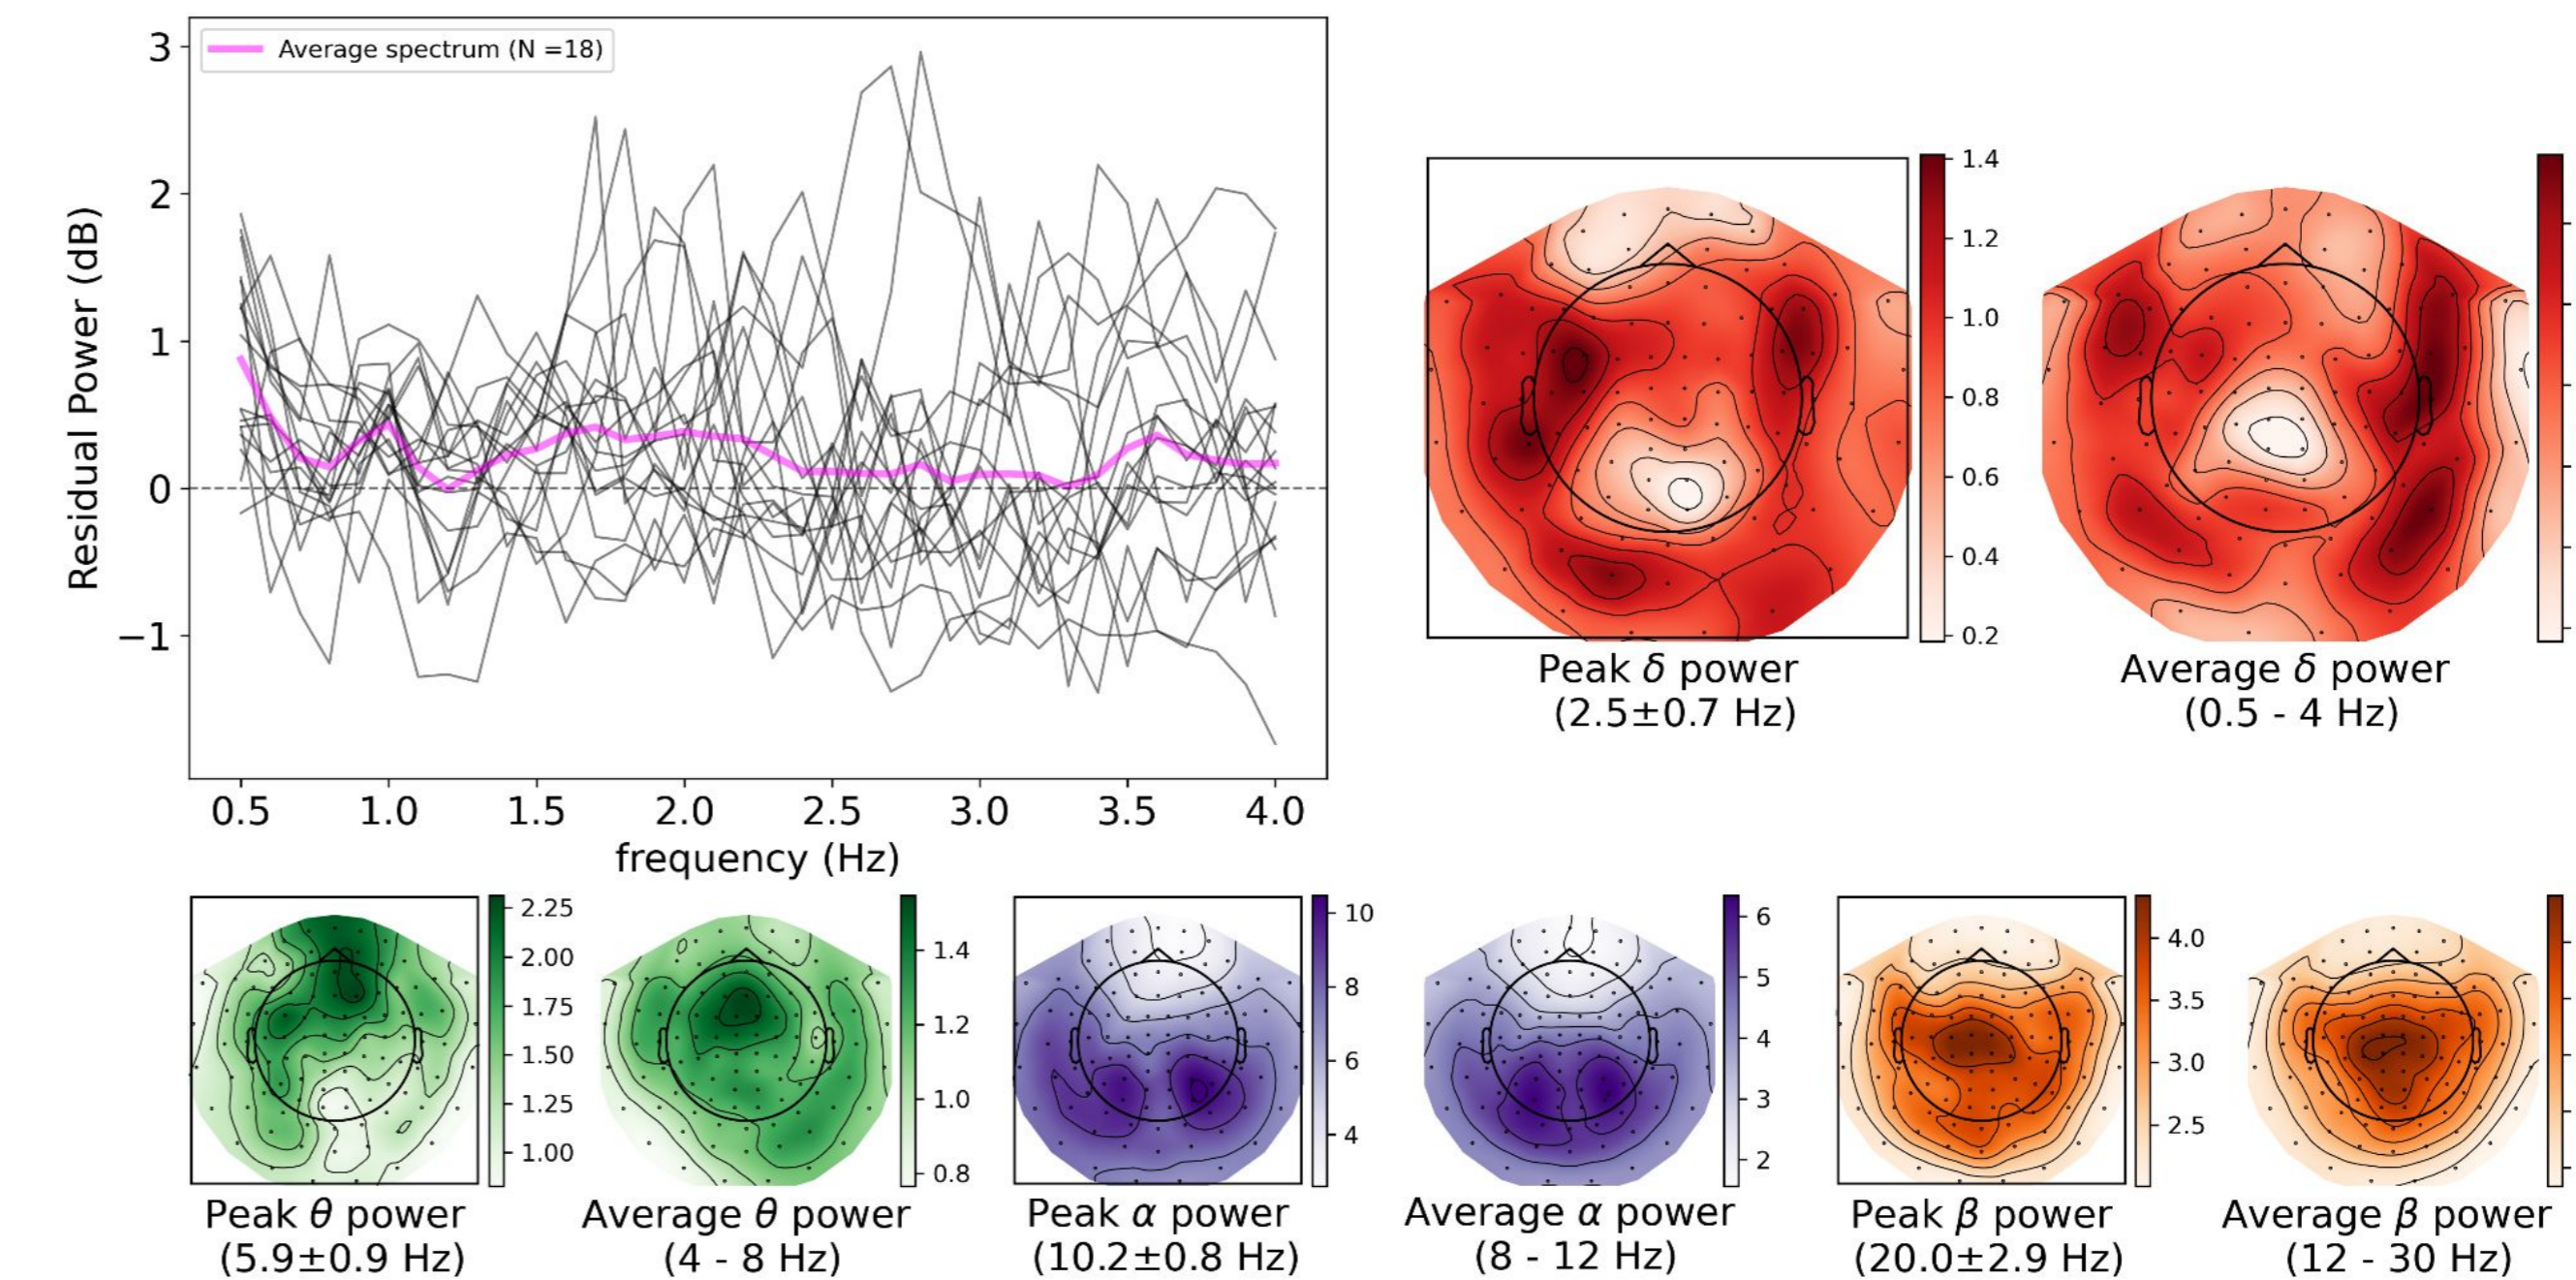 Residual Power (dB)
3
2
1
0
−1
Average spectrum (N =18)
0.5 1.0 1.5 2.0 2.5 3.0 3.5 4.0
frequency (Hz)
1.4
1.2
1.0
0.8
0.6
0.4
0.2
Peak δ power
(2.5±0.7 Hz)
Average δ power
(0.5 - 4 Hz)
2.25
2.00
1.75
1.50
1.25
1.00
Peak θ power
(5.9±0.9 Hz)
1.4
1.2
1.0
0.8
Average θ power
(4 - 8 Hz)
10
8
6
4
Peak α power
(10.2±0.8 Hz)
6
5
4
3
2
Average α power
(8 - 12 Hz)
4.0
3.5
3.0
2.5
Peak β power
(20.0±2.9 Hz)
Average β power
(12 - 30 Hz)